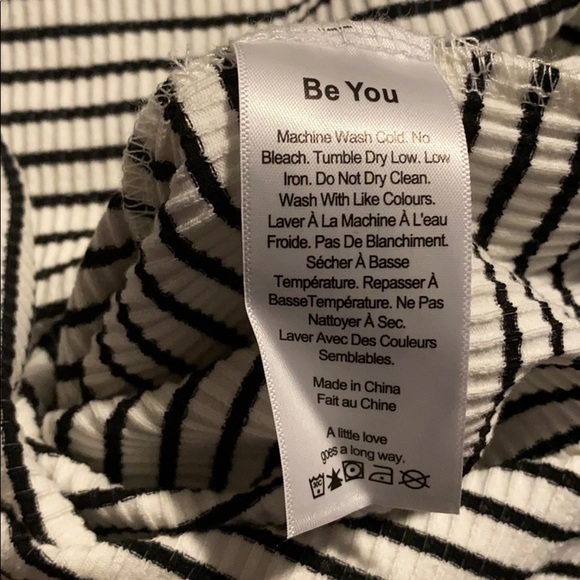 Be You
Machine Wash Cold. No
Bleach. Tumble Dry Low. Low
Iron. Do Not Dry Clean.
Wash With Like Colours.
Laver À La Machine À L'eau
Froide. Pas De Blanchiment.
Sécher À Basse
Température. Repasser À
BasseTempérature. Ne Pas
Nattoyer À Sec.
Laver Avec Des Couleurs
Semblables.
Made in China
Fait au Chine
A little love
goes a long way.